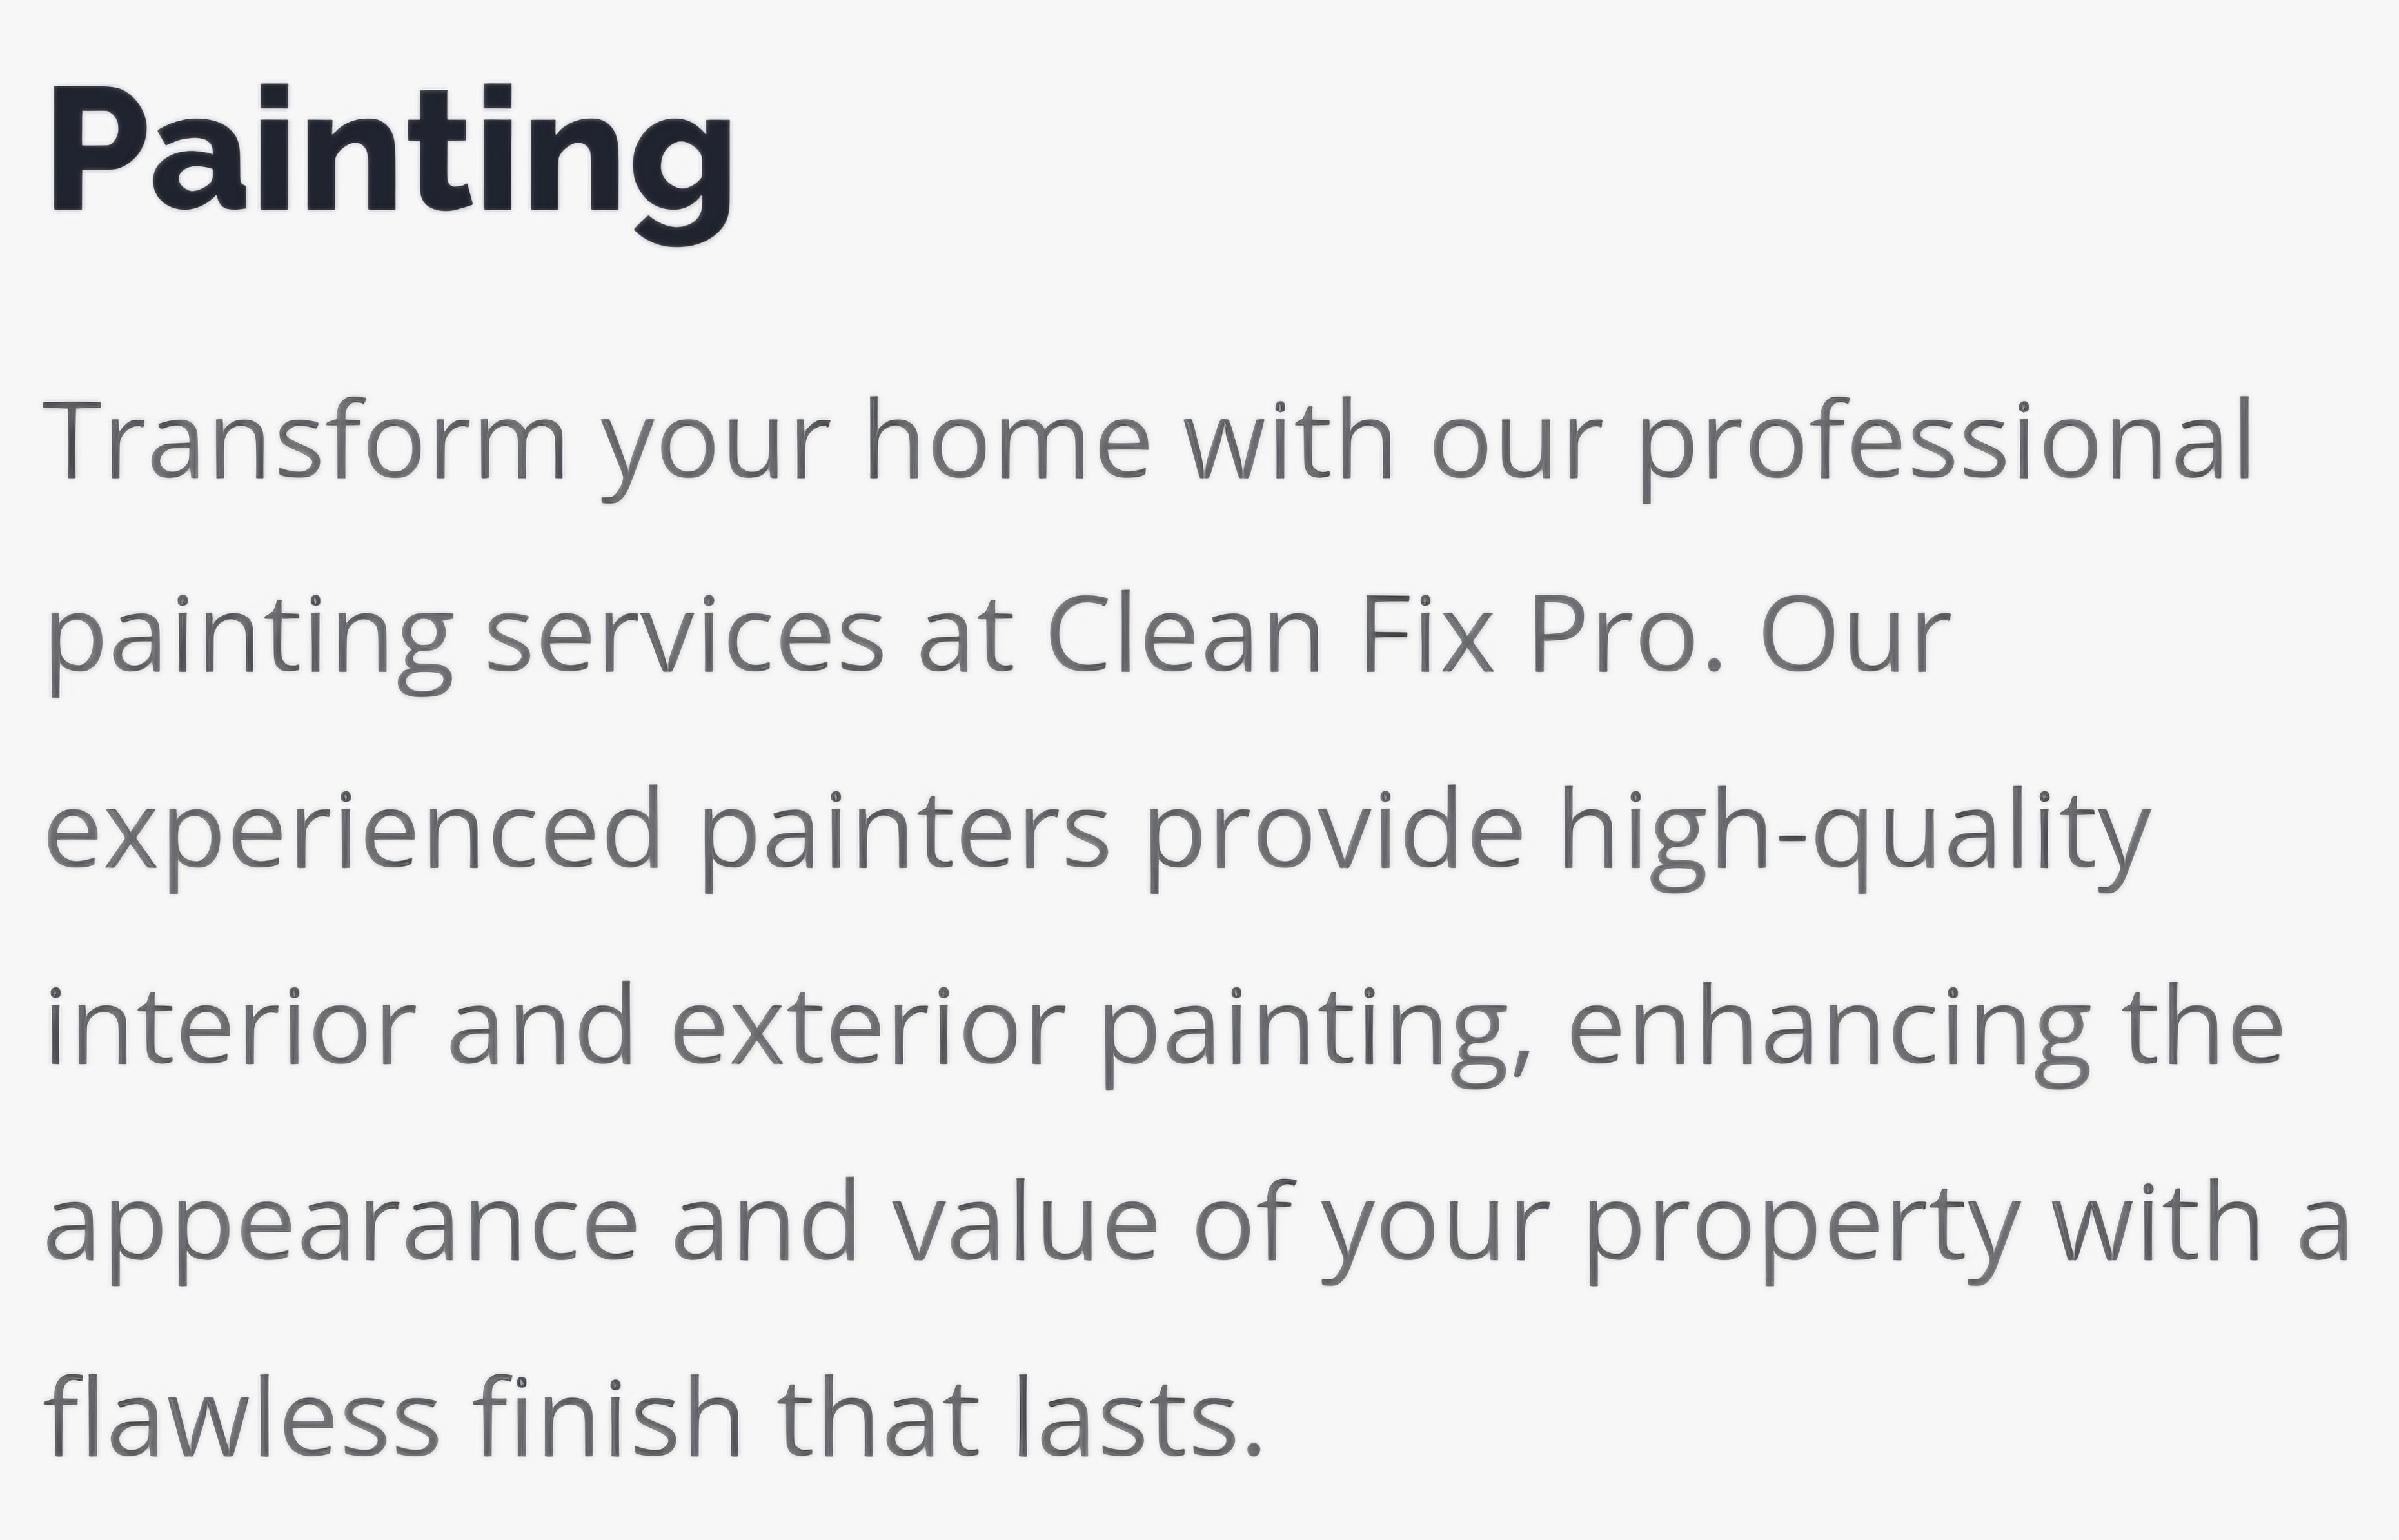 Painting
Transform your home with our professional
painting services at Clean Fix Pro. Our
experienced painters provide high-quality
interior and exterior painting, enhancing the
appearance and value of your property with a
flawless finish that lasts.